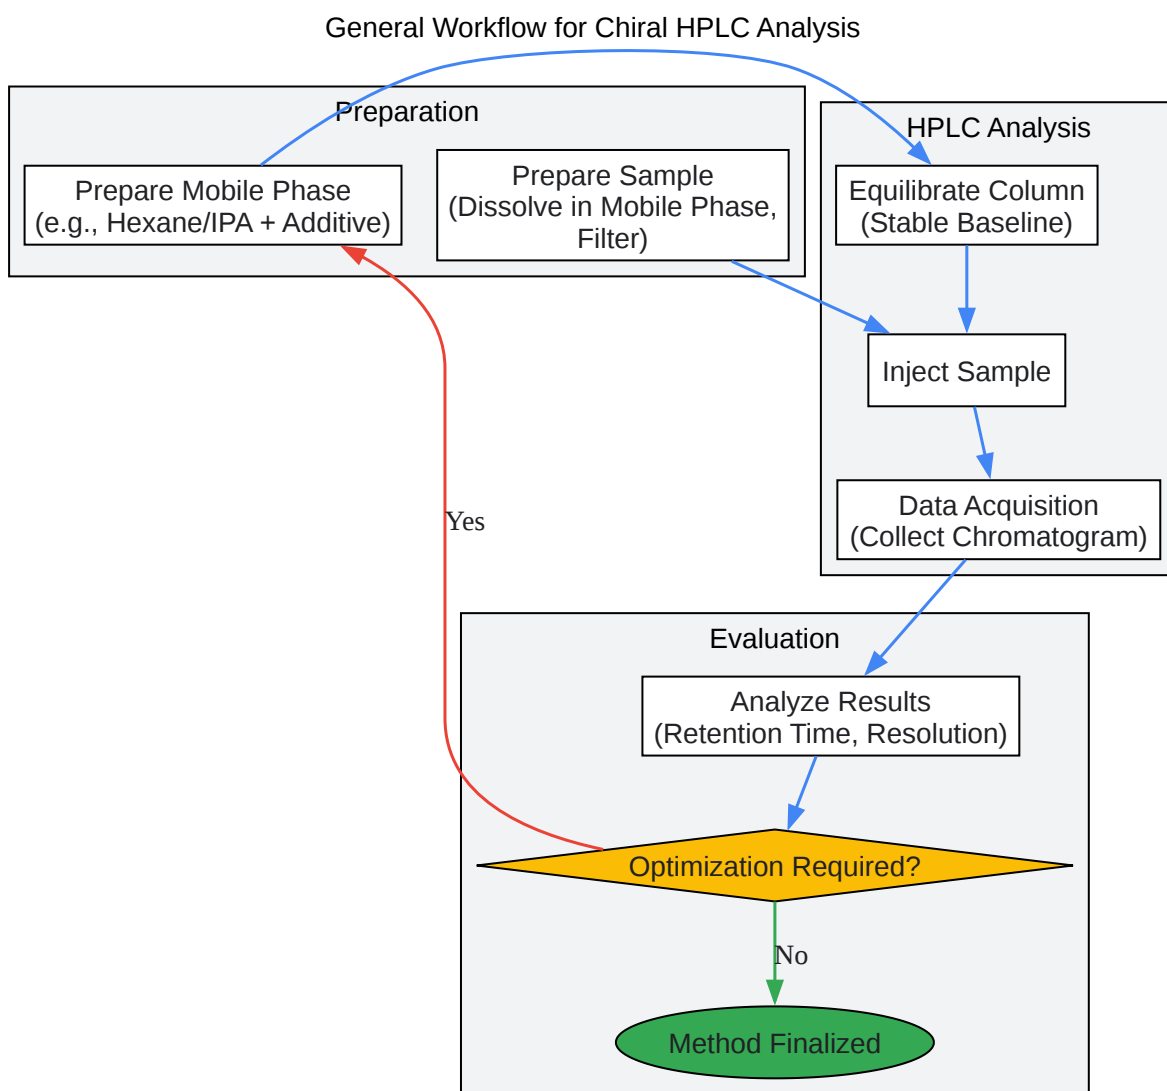 General Workflow for Chiral HPLC Analysis
Preparation
Prepare Mobile Phase
(e.g., Hexane/IPA + Additive)
Prepare Sample
(Dissolve in Mobile Phase,
Filter)
HPLC Analysis
Equilibrate Column
(Stable Baseline)
Inject Sample
Data Acquisition
(Collect Chromatogram)
Yes
Evaluation
Analyze Results
(Retention Time, Resolution)
Optimization Required?
No
Method Finalized